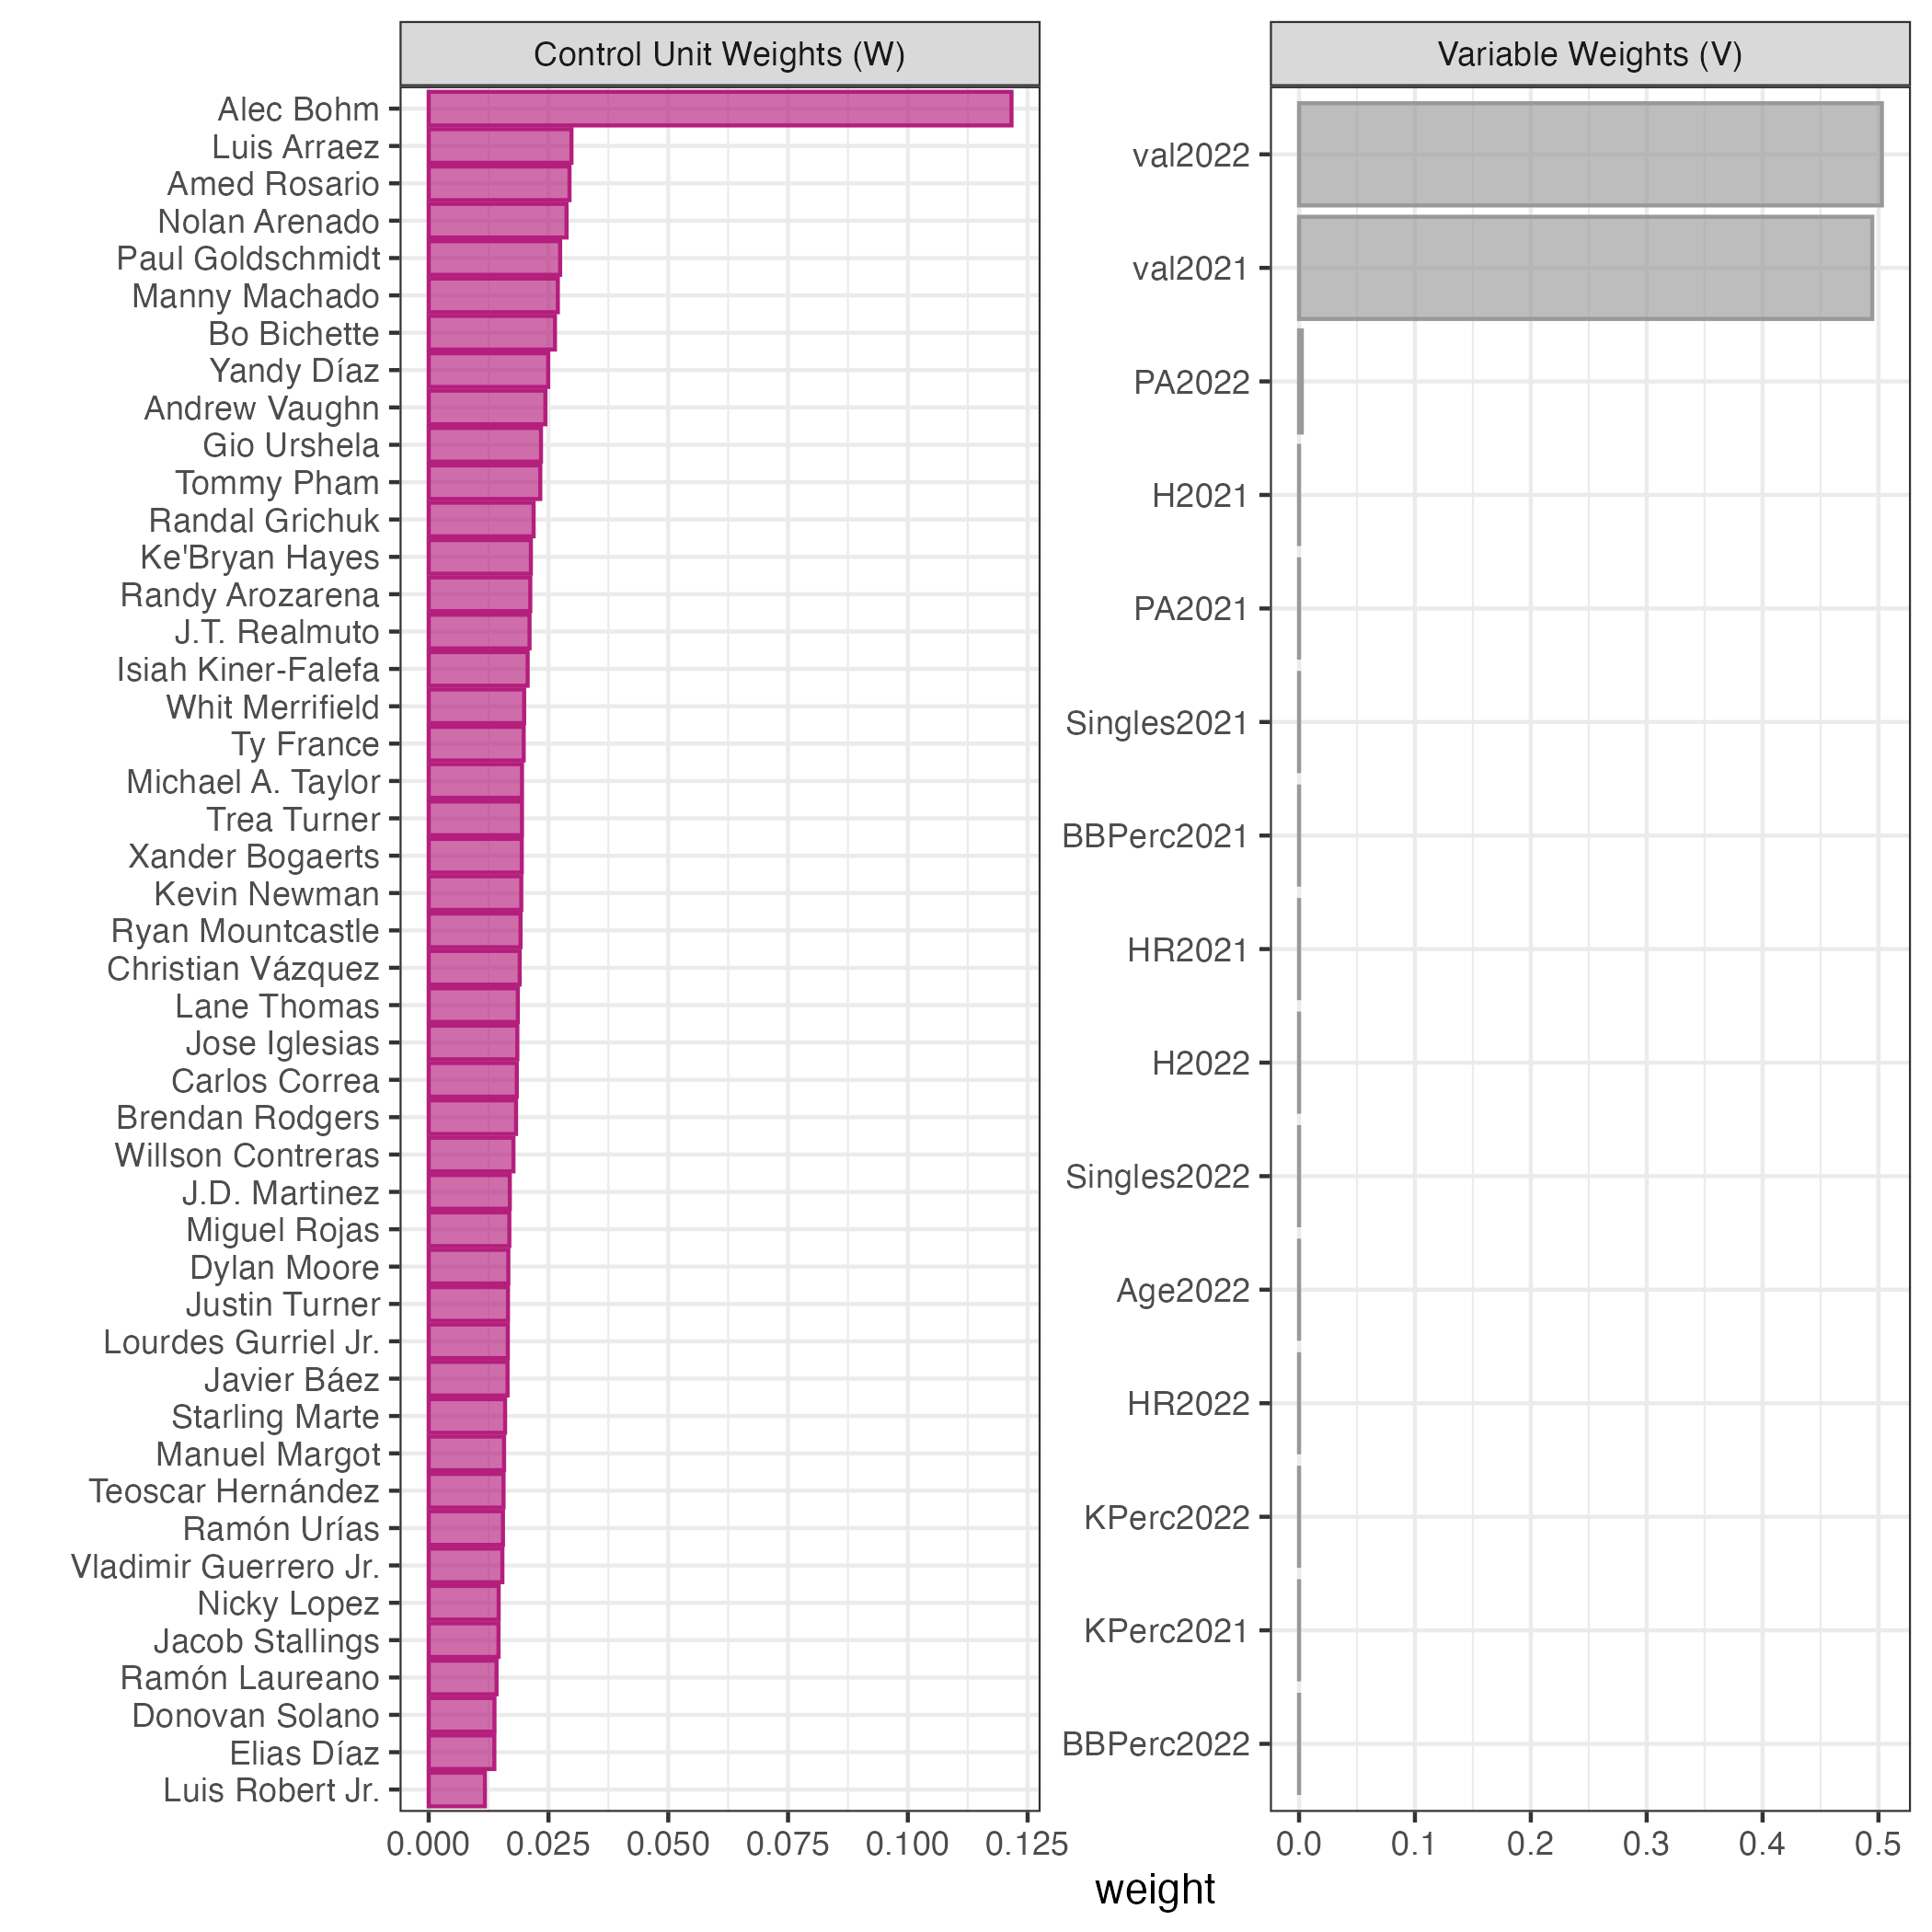 Control Unit Weights (W)
Alec Bohm
Luis Arraez
Amed Rosario
Nolan Arenado
Paul Goldschmidt
Manny Machado
Bo Bichette
Yandy Díaz
Andrew Vaughn
Gio Urshela
Tommy Pham
Randal Grichuk
Ke'Bryan Hayes
Randy Arozarena
J.T. Realmuto
Isiah Kiner-Falefa
Whit Merrifield
Ty France
Michael A. Taylor
Trea Turner
Xander Bogaerts
Kevin Newman
Ryan Mountcastle
Christian Vázquez
Lane Thomas
Jose Iglesias
Carlos Correa
Brendan Rodgers
Willson Contreras
J.D. Martinez
Miguel Rojas
Dylan Moore
Justin Turner
Lourdes Gurriel Jr.
Javier Báez
Starling Marte
Manuel Margot
Teoscar Hernández
Ramón Urías
Vladimir Guerrero Jr.
Nicky Lopez
Jacob Stallings
Ramón Laureano
Donovan Solano
Elias Díaz
Luis Robert Jr.
0.000 0.025 0.050 0.075 0.100 0.125
Variable Weights (V)
val2022
val2021
PA2022
H2021
PA2021
Singles2021
BBPerc2021
HR2021
H2022
Singles2022
Age2022
HR2022
KPerc2022
KPerc2021
BBPerc2022
0.0 0.1 0.2 0.3 0.4 0.5
weight